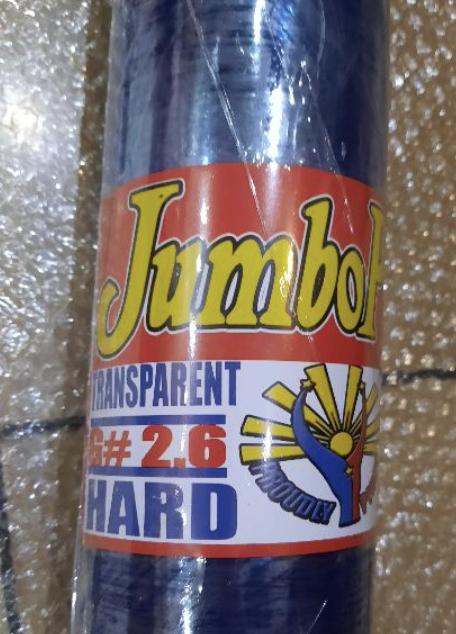 Jumbo
TRANSPARENT
G# 2.6
HARD
PROUDLY